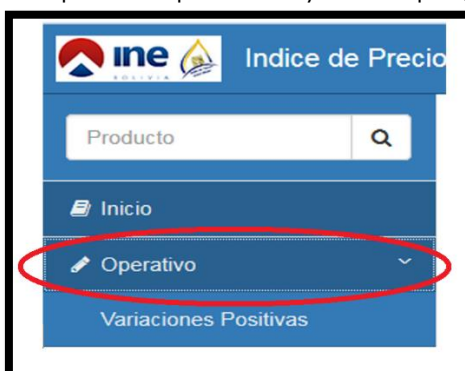 ine
BOLIVIA
Indice de Precio
Producto
Inicio
Operativo
Variaciones Positivas